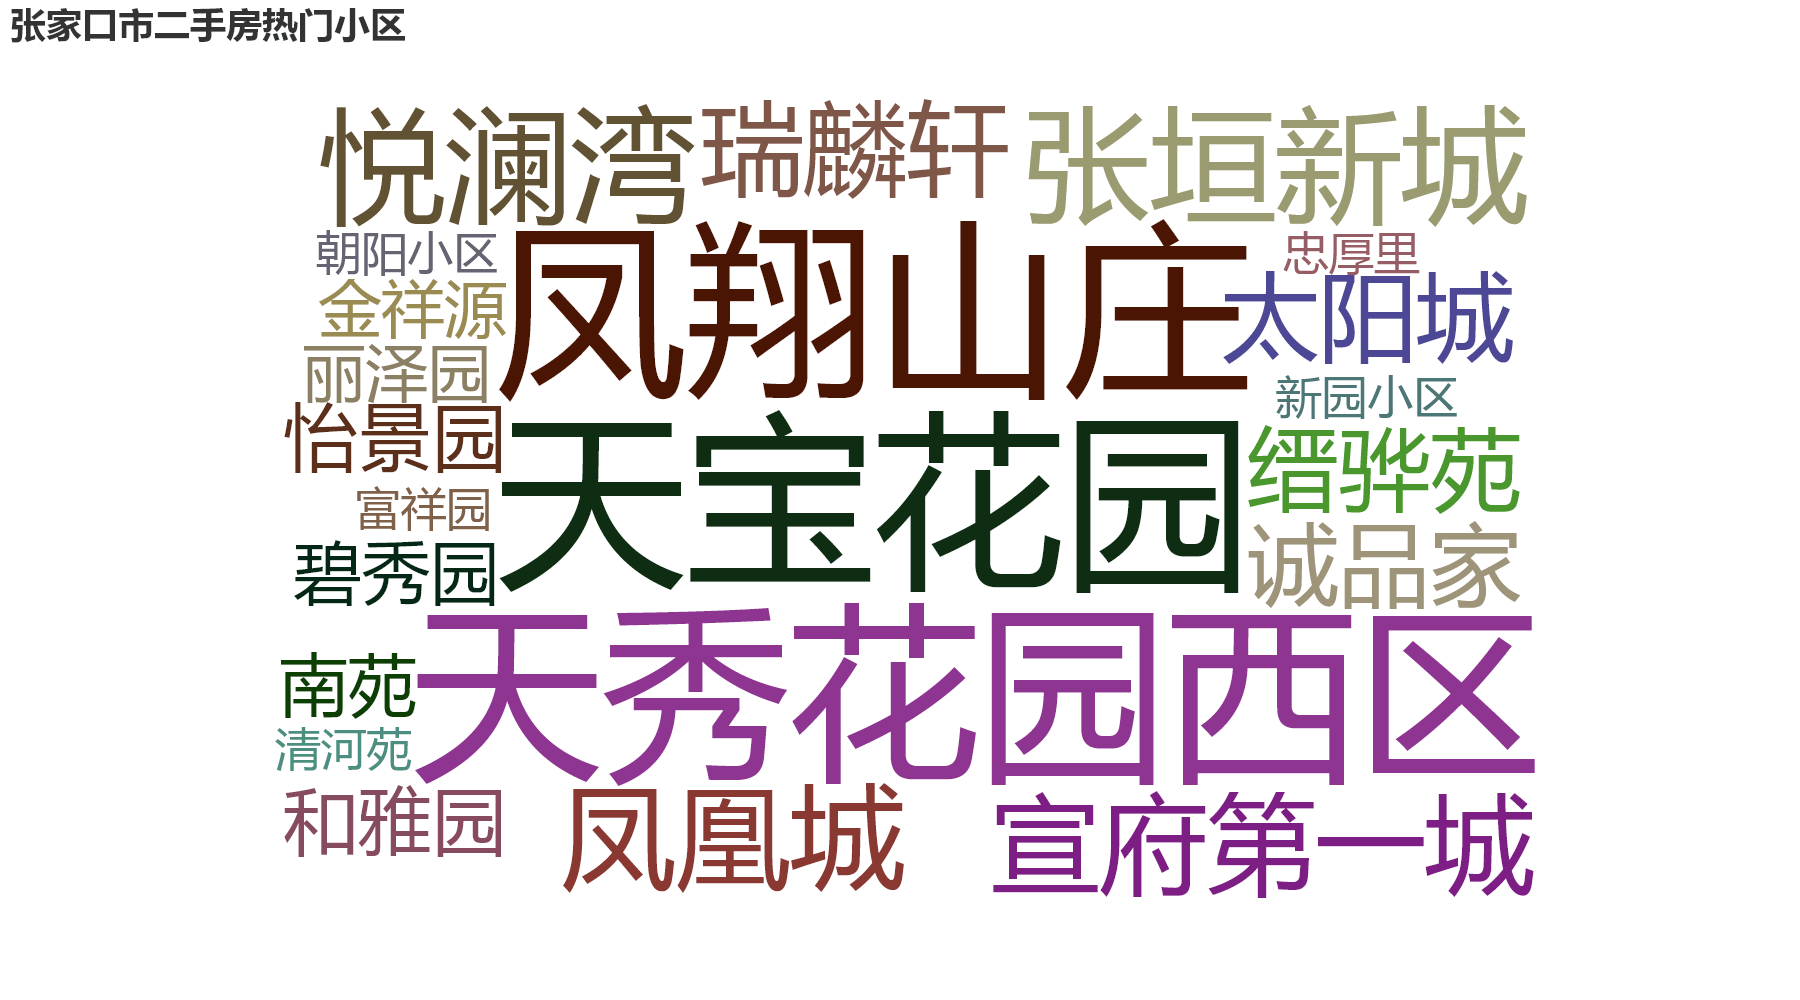 张家口市二手房热门小区
悦澜湾
瑞麟轩
张垣新城
朝阳小区
凤翔山庄
忠厚里
金祥源
太阳城
丽泽园
新园小区
怡景园
天宝花园
缙骅苑
富祥园
碧秀园
诚品家
天秀花园西区
南苑
清河苑
和雅园
凤凰城
宣府第一城